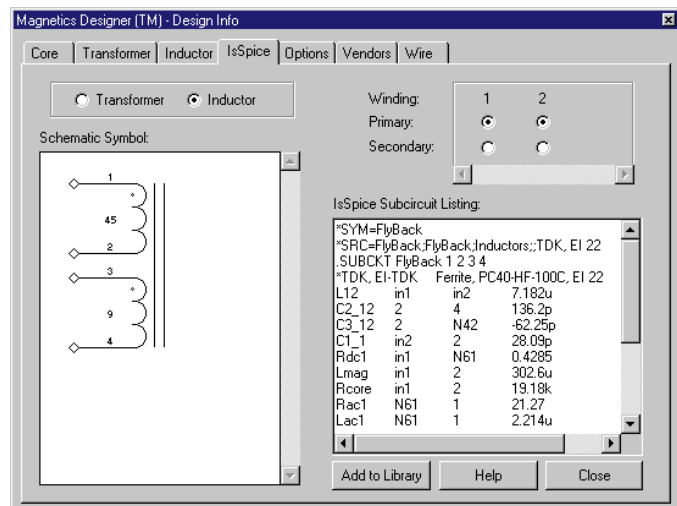 Magnetics Designer (TM) - Design Info
Core Transformer Inductor IsSpice Options Vendors Wire
Transformer Inductor
Winding: 1 2
Primary:
Secondary:
Schematic Symbol:
1
45
2
3
9
4
IsSpice Subcircuit Listing:
*SYM=FlyBack
*SRC=FlyBack;FlyBack;Inductors;;TDK, EI 22
.SUBCKT FlyBack 1 2 3 4
*TDK, EI-TDK Ferrite, PC40-HF-100C, EI 22
L12 in1 in2 7.182u
C2_12 2 4 136.2p
C3_12 2 N42 -62.25p
C1_1 in2 2 28.09p
Rdc1 in1 N61 0.4285
Lmag in1 2 302.6u
Rcore in1 2 19.18k
Rac1 N61 1 21.27
Lac1 N61 1 2.214u
Add to Library Help Close